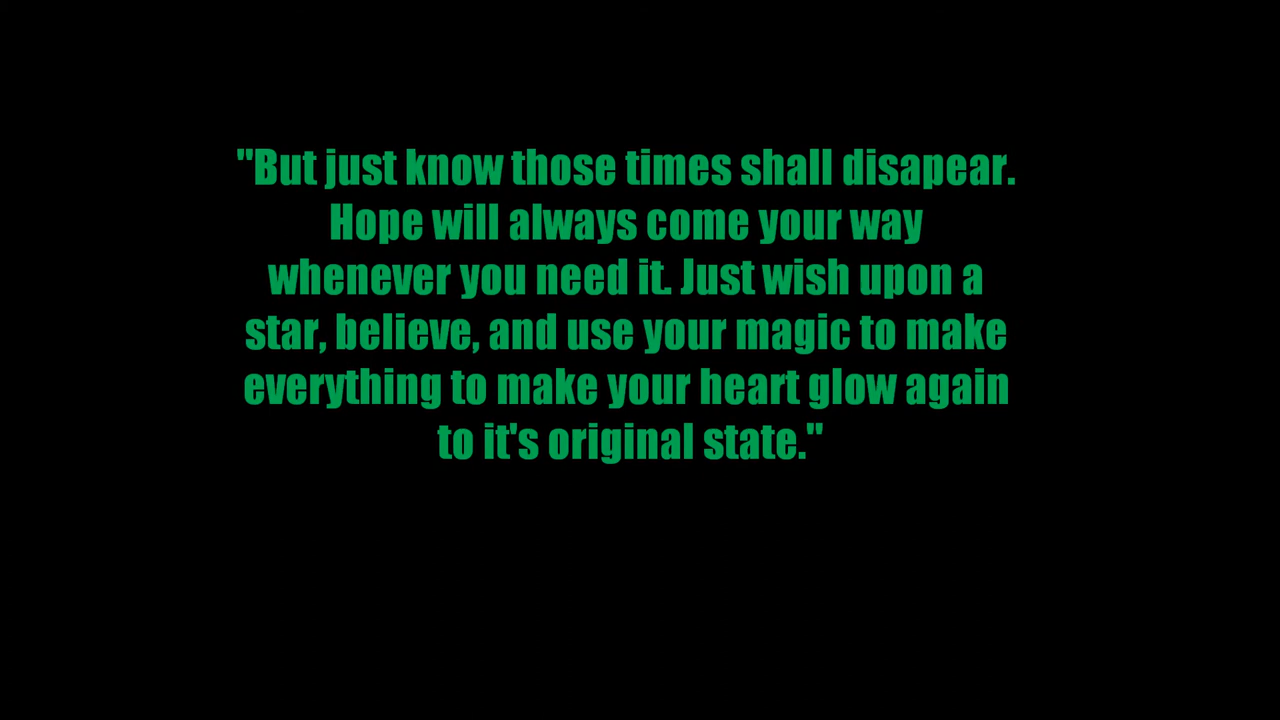 "But just know those times shall disapear.
Hope will always come your way
whenever you need it. Just wish upon a
star, believe, and use your magic to make
everything to make your heart glow again
to it's original state."